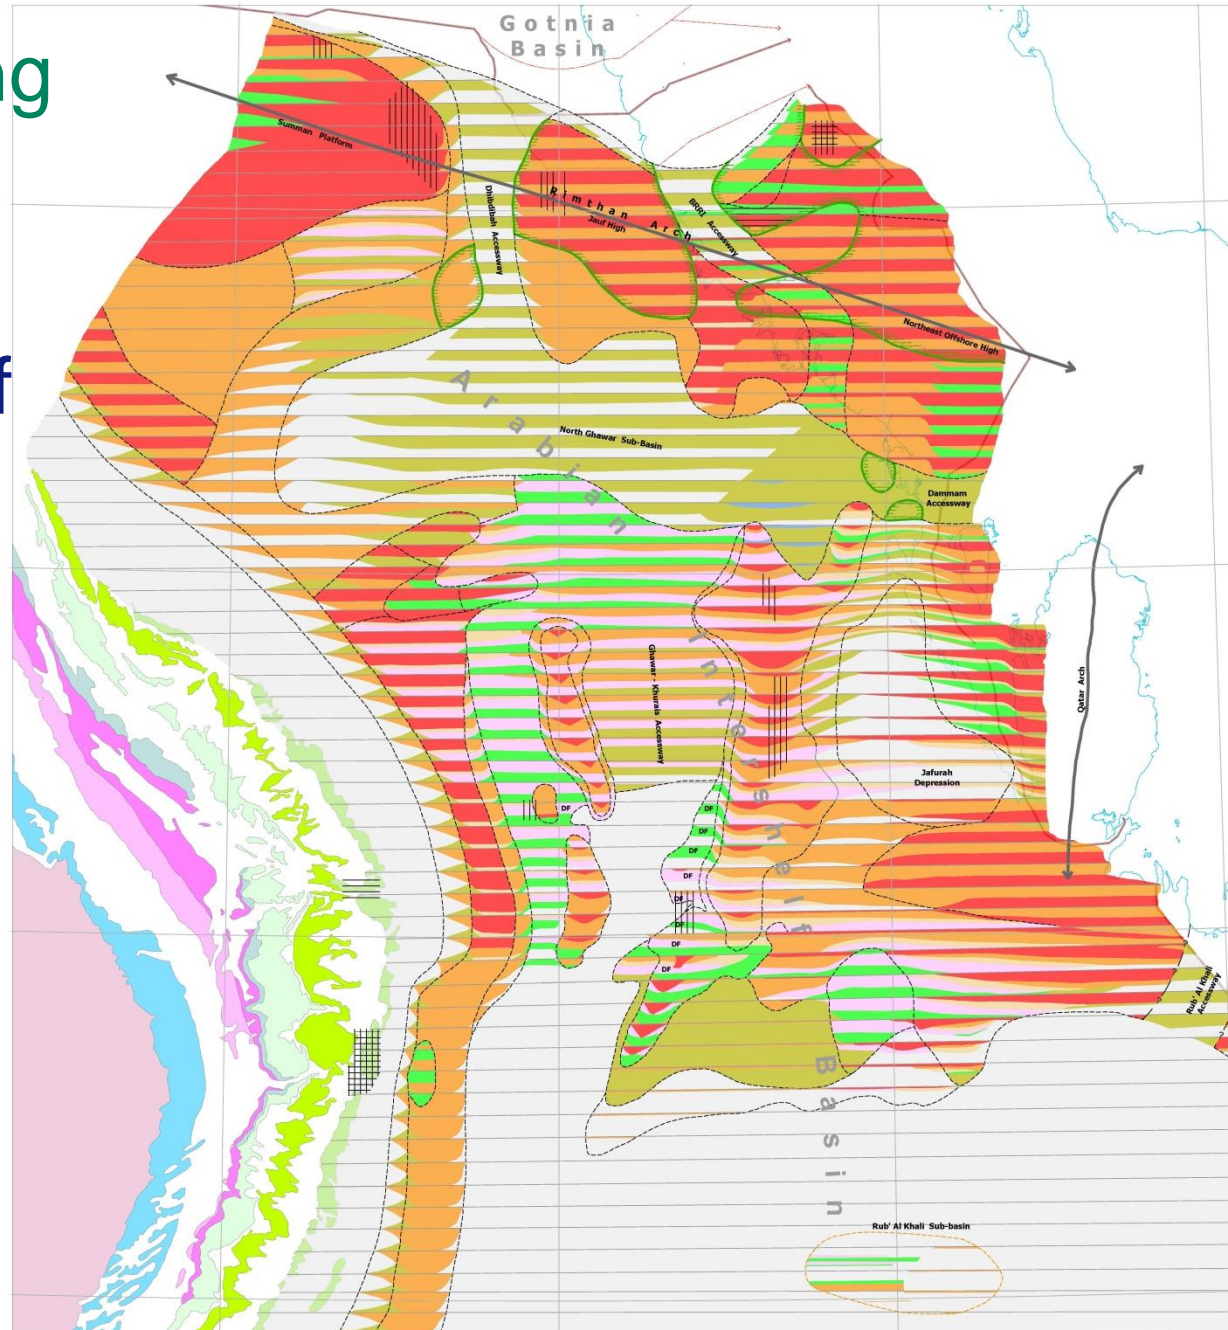 Gotnia
Basin
ng
Summan Platform
Rimthan Arch
Jauf High
Dhibdibah Accessway
BRRI Accessway
Northeast Offshore High
f
Arabian Intershelf Basin
North Ghawar Sub-Basin
Dammam
Accessway
Ghawar - Khurais Accessway
Qatar Arch
Jafurah
Depression
DF
DF
DF
DF
DF
DF
DF
DF
DF
Rub' Al Khali
Accessway
Rub' Al Khali Sub-basin